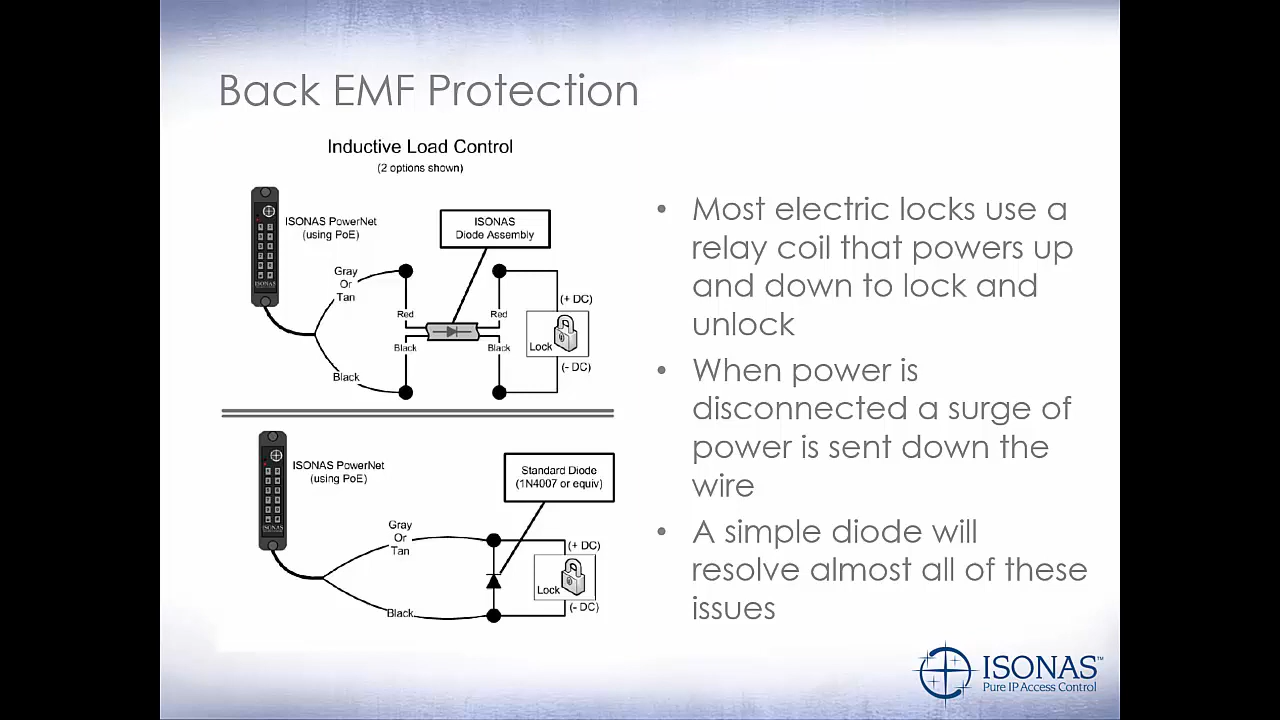 Back EMF Protection
Inductive Load Control
(2 options shown)
ISONAS PowerNet
(using PoE)
ISONAS
Diode Assembly
Gray
Or
Tan
Red
Red
(+ DC)
Lock
Black
Black
(- DC)
Black
ISONAS
ISONAS PowerNet
(using PoE)
Standard Diode
(1N4007 or equiv)
Gray
Or
Tan
(+ DC)
Lock
(- DC)
Black
ISONAS
• Most electric locks use a
relay coil that powers up
and down to lock and
unlock
• When power is
disconnected a surge of
power is sent down the
wire
• A simple diode will
resolve almost all of these
issues
ISONAS™
Pure IP Access Control